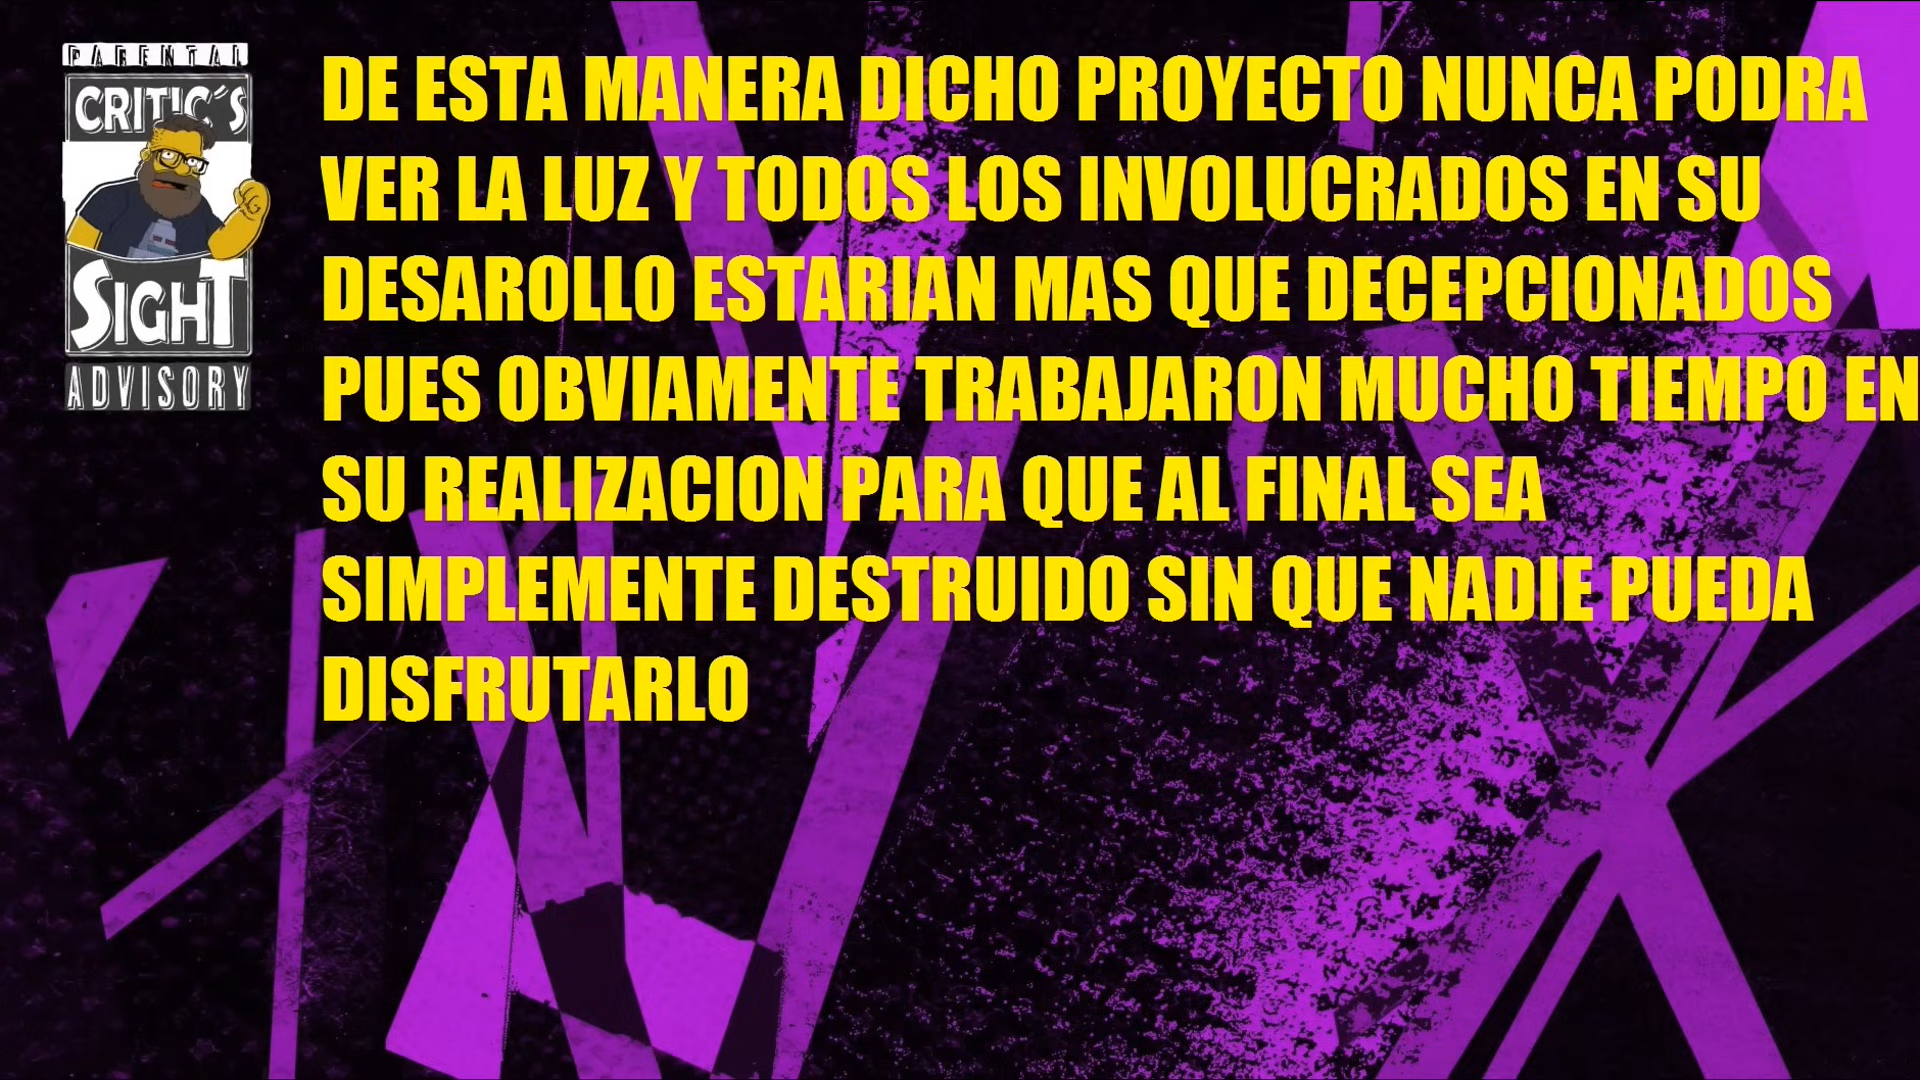 PARENTAL
CRITIC´S
SIGHT
ADVISORY
DE ESTA MANERA DICHO PROYECTO NUNCA PODRA
VER LA LUZ Y TODOS LOS INVOLUCRADOS EN SU
DESAROLLO ESTARIAN MAS QUE DECEPCIONADOS
PUES OBVIAMENTE TRABAJARON MUCHO TIEMPO EN
SU REALIZACION PARA QUE AL FINAL SEA
SIMPLEMENTE DESTRUIDO SIN QUE NADIE PUEDA
DISFRUTARLO